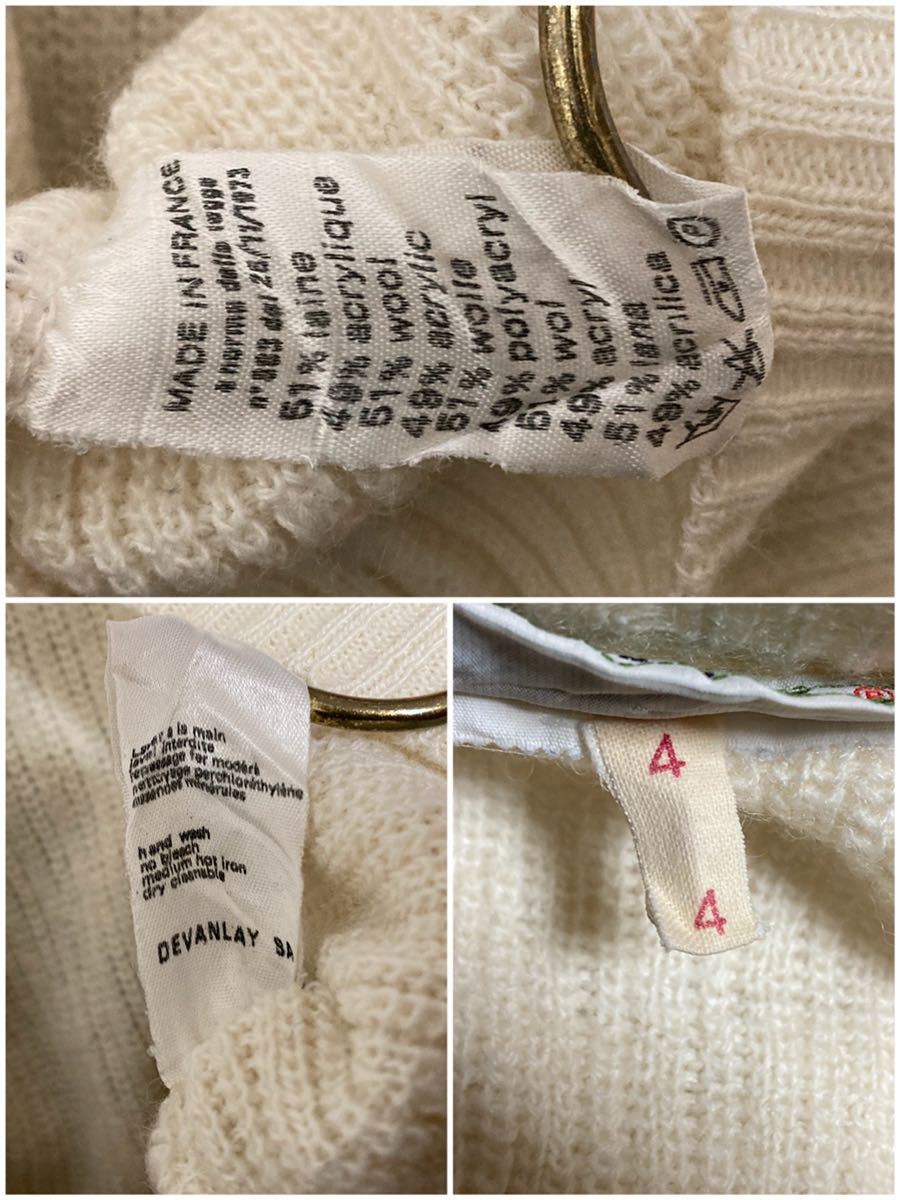 MADE IN FRANCE
a norma della legge
n°883 del 26/11/1973
51% laine
49% acrylique
51% wool
49% acrylic
51% wolle
49% polyacryl
51% wol
49% acryl
51% lana
49% acrilica
Laver à la main
javel interdite
repassage fer modéré
nettoyage perchloréthylène
essences minérales
hand wash
no bleach
medium hot iron
dry cleanable
DEVANLAY SA
4
4